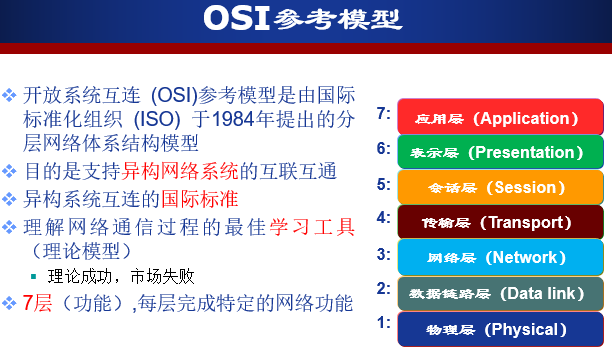 OSI参考模型
❖ 开放系统互连 (OSI)参考模型是由国际
标准化组织 (ISO) 于1984年提出的分
层网络体系结构模型
❖ 目的是支持异构网络系统的互联互通
❖ 异构系统互连的国际标准
❖ 理解网络通信过程的最佳学习工具
（理论模型）
▪ 理论成功，市场失败
❖ 7层（功能）,每层完成特定的网络功能
7: 应用层（Application）
6: 表示层（Presentation）
5: 会话层（Session）
4: 传输层（Transport）
3: 网络层（Network）
2: 数据链路层（Data link）
1: 物理层（Physical）